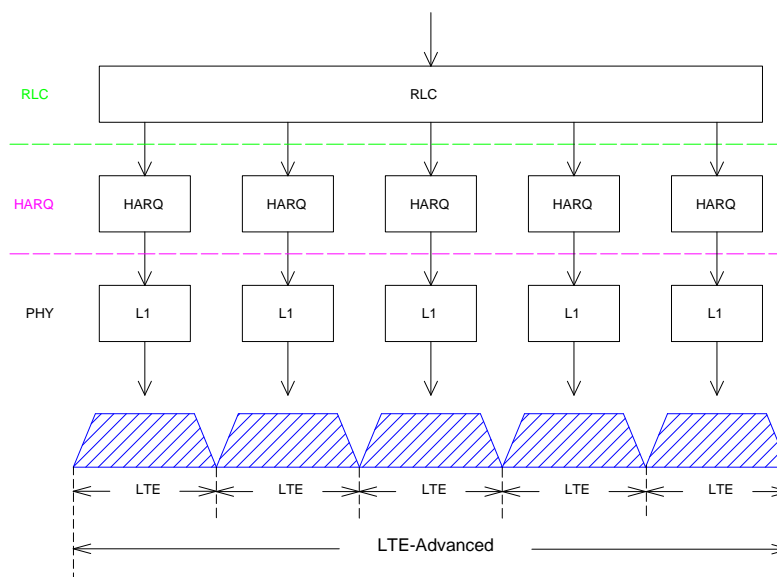 RLC
RLC
HARQ
HARQ HARQ HARQ HARQ HARQ
PHY
L1 L1 L1 L1 L1
LTE LTE LTE LTE LTE
LTE-Advanced